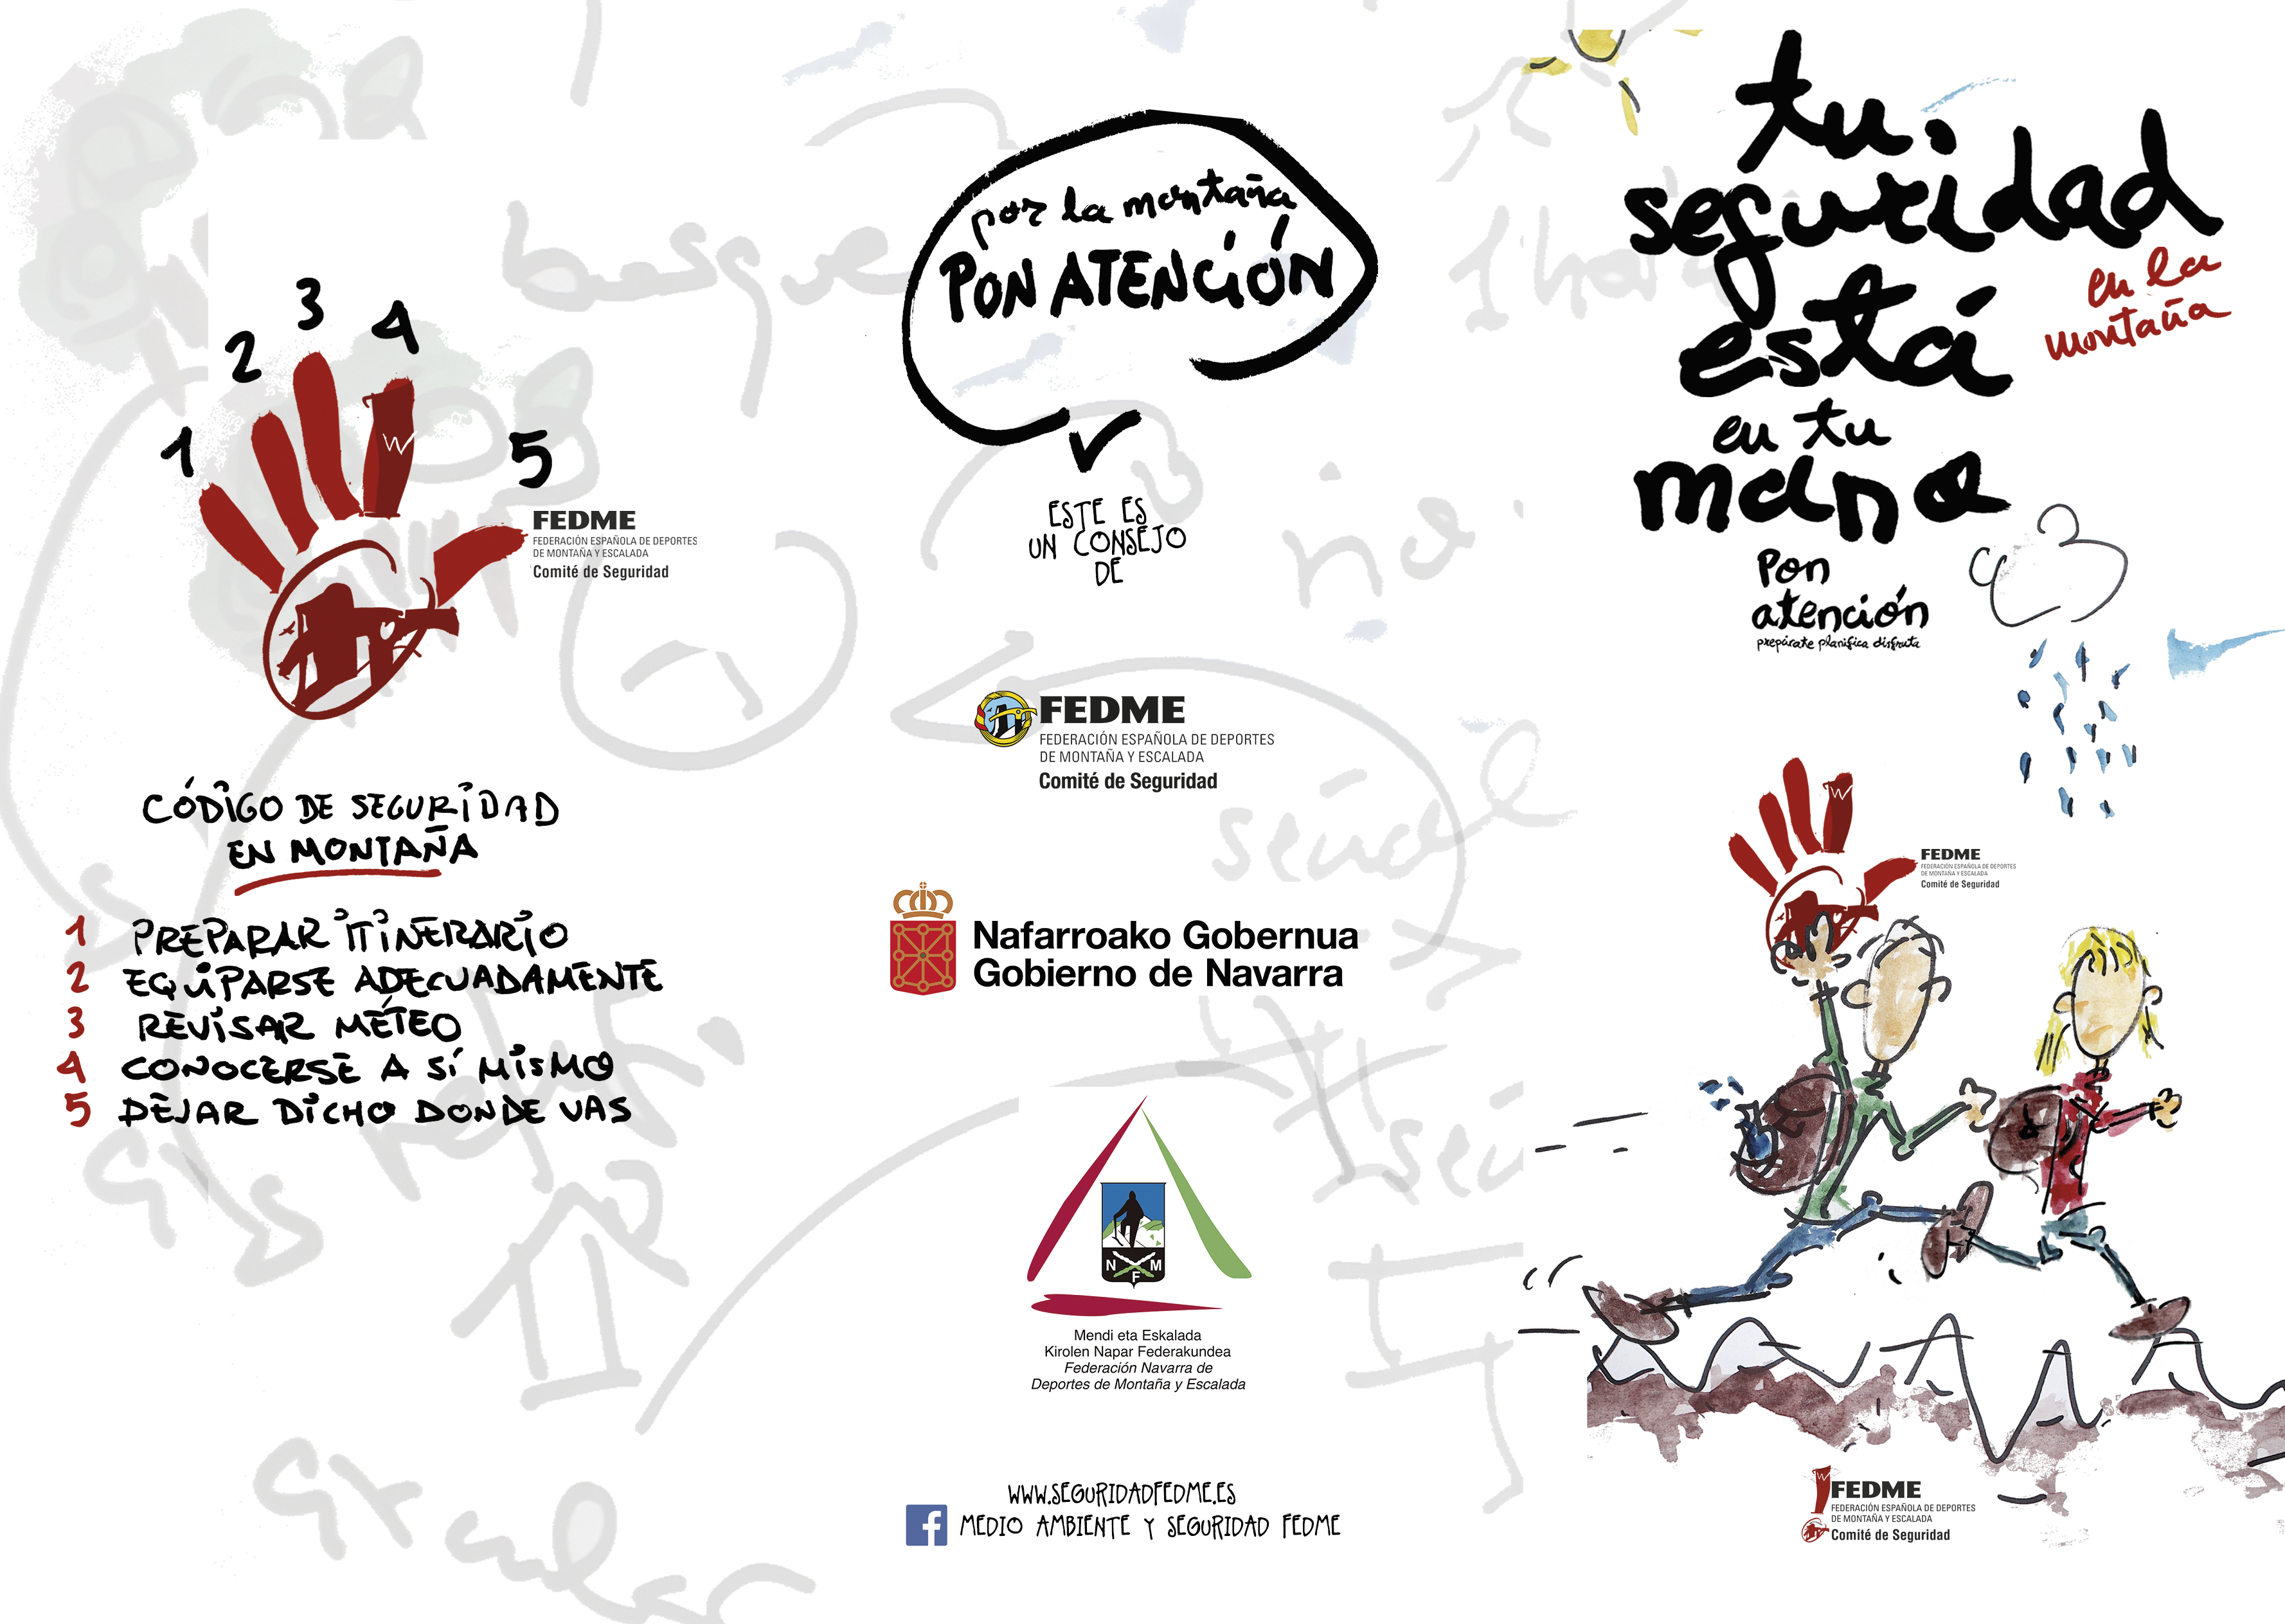 1
2
3
4
5
FEDME
FEDERACIÓN ESPAÑOLA DE DEPORTES
DE MONTAÑA Y ESCALADA
Comité de Seguridad
CÓDIGO DE SEGURIDAD
EN MONTAÑA
1 PREPARAR ITINERARIO
2 EQUIPARSE ADECUADAMENTE
3 REVISAR METEO
4 CONOCERSE A SÍ MISMO
5 DEJAR DICHO DONDE VAS
bosque
por la montaña
PON ATENCIÓN
ESTE ES
UN CONSEJO
DE
FEDME
FEDERACIÓN ESPAÑOLA DE DEPORTES
DE MONTAÑA Y ESCALADA
Comité de Seguridad
Nafarroako Gobernua
Gobierno de Navarra
N M
F
Mendi eta Eskalada
Kirolen Napar Federakundea
Federación Navarra de
Deportes de Montaña y Escalada
WWW.SEGURIDADFEDME.ES
f MEDIO AMBIENTE Y SEGURIDAD FEDME
1 hora
tu
seguridad
en la
montaña
está
en tu
mano
Pon
atención
prepárate planifica disfruta
FEDME
FEDERACIÓN ESPAÑOLA DE DEPORTES
DE MONTAÑA Y ESCALADA
Comité de Seguridad
FEDME
FEDERACIÓN ESPAÑOLA DE DEPORTES
DE MONTAÑA Y ESCALADA
Comité de Seguridad